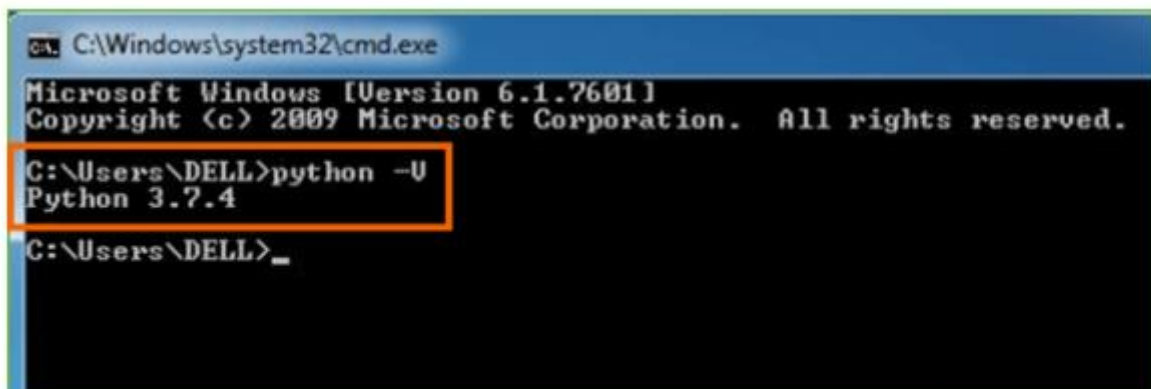 C:\Windows\system32\cmd.exe
Microsoft Windows [Version 6.1.7601]
Copyright (c) 2009 Microsoft Corporation.  All rights reserved.
C:\Users\DELL>python -V
Python 3.7.4
C:\Users\DELL>_